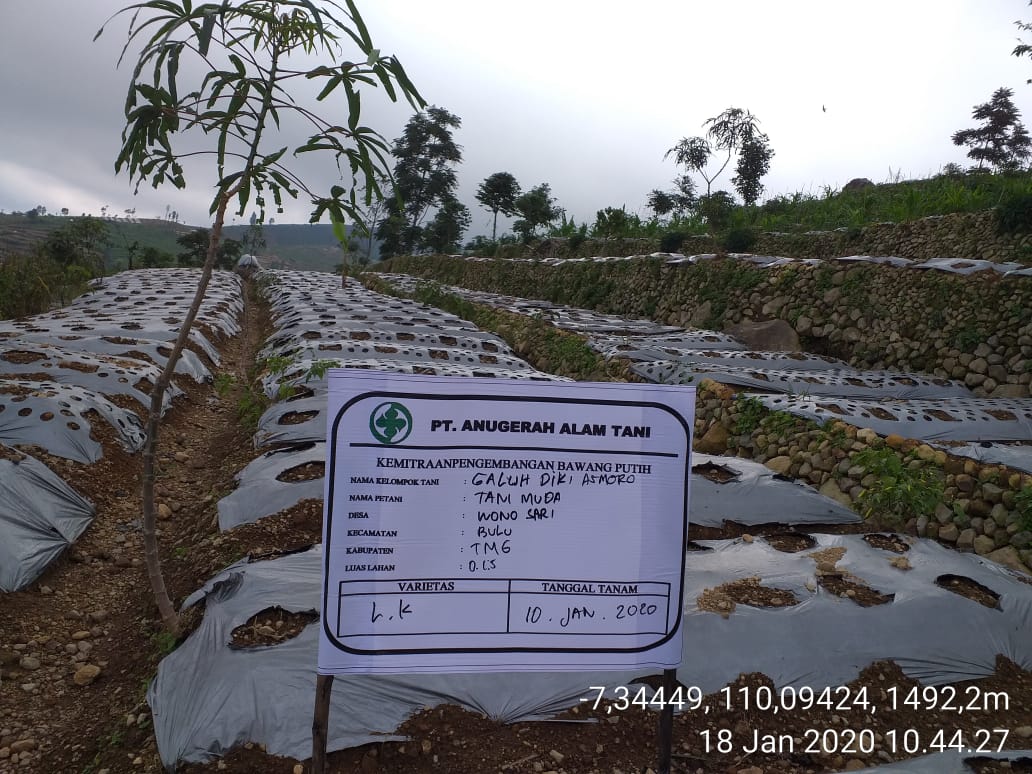 PT. ANUGERAH ALAM TANI
KEMITRAANPENGEMBANGAN BAWANG PUTIH
NAMA KELOMPOK TANI : GALUH DIKI ASMORO
NAMA PETANI : TANI MUDA
DESA : WONO SARI
KECAMATAN : BULU
KABUPATEN : TMG
LUAS LAHAN : 0.15
VARIETAS TANGGAL TANAM
L.K 10. JAN. 2020
-7,34449, 110,09424, 1492,2m
18 Jan 2020 10.44.27